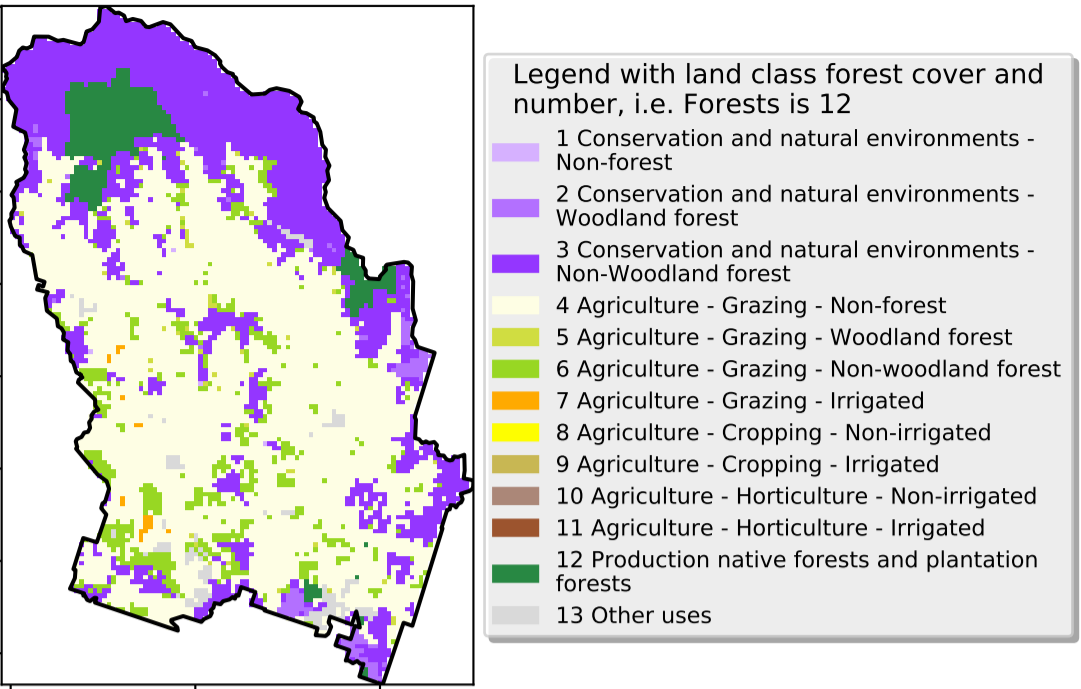 Legend with land class forest cover and
number, i.e. Forests is 12
1 Conservation and natural environments -
Non-forest
2 Conservation and natural environments -
Woodland forest
3 Conservation and natural environments -
Non-Woodland forest
4 Agriculture - Grazing - Non-forest
5 Agriculture - Grazing - Woodland forest
6 Agriculture - Grazing - Non-woodland forest
7 Agriculture - Grazing - Irrigated
8 Agriculture - Cropping - Non-irrigated
9 Agriculture - Cropping - Irrigated
10 Agriculture - Horticulture - Non-irrigated
11 Agriculture - Horticulture - Irrigated
12 Production native forests and plantation
forests
13 Other uses